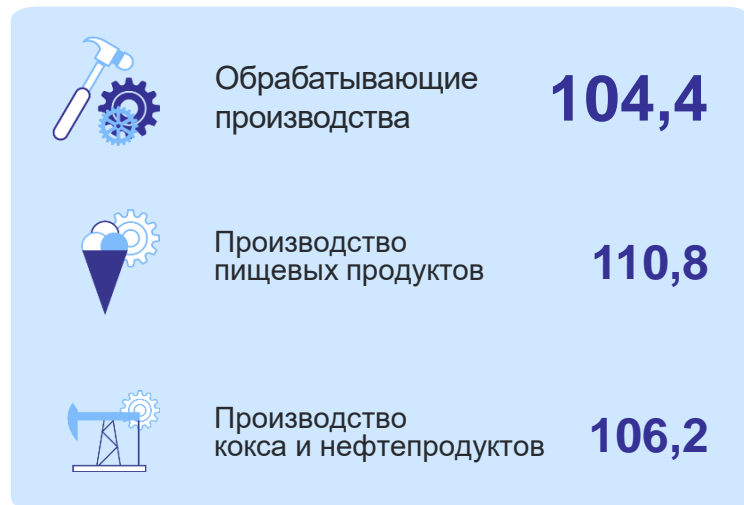 Обрабатывающие
производства
104,4
Производство
пищевых продуктов
110,8
Производство
кокса и нефтепродуктов
106,2